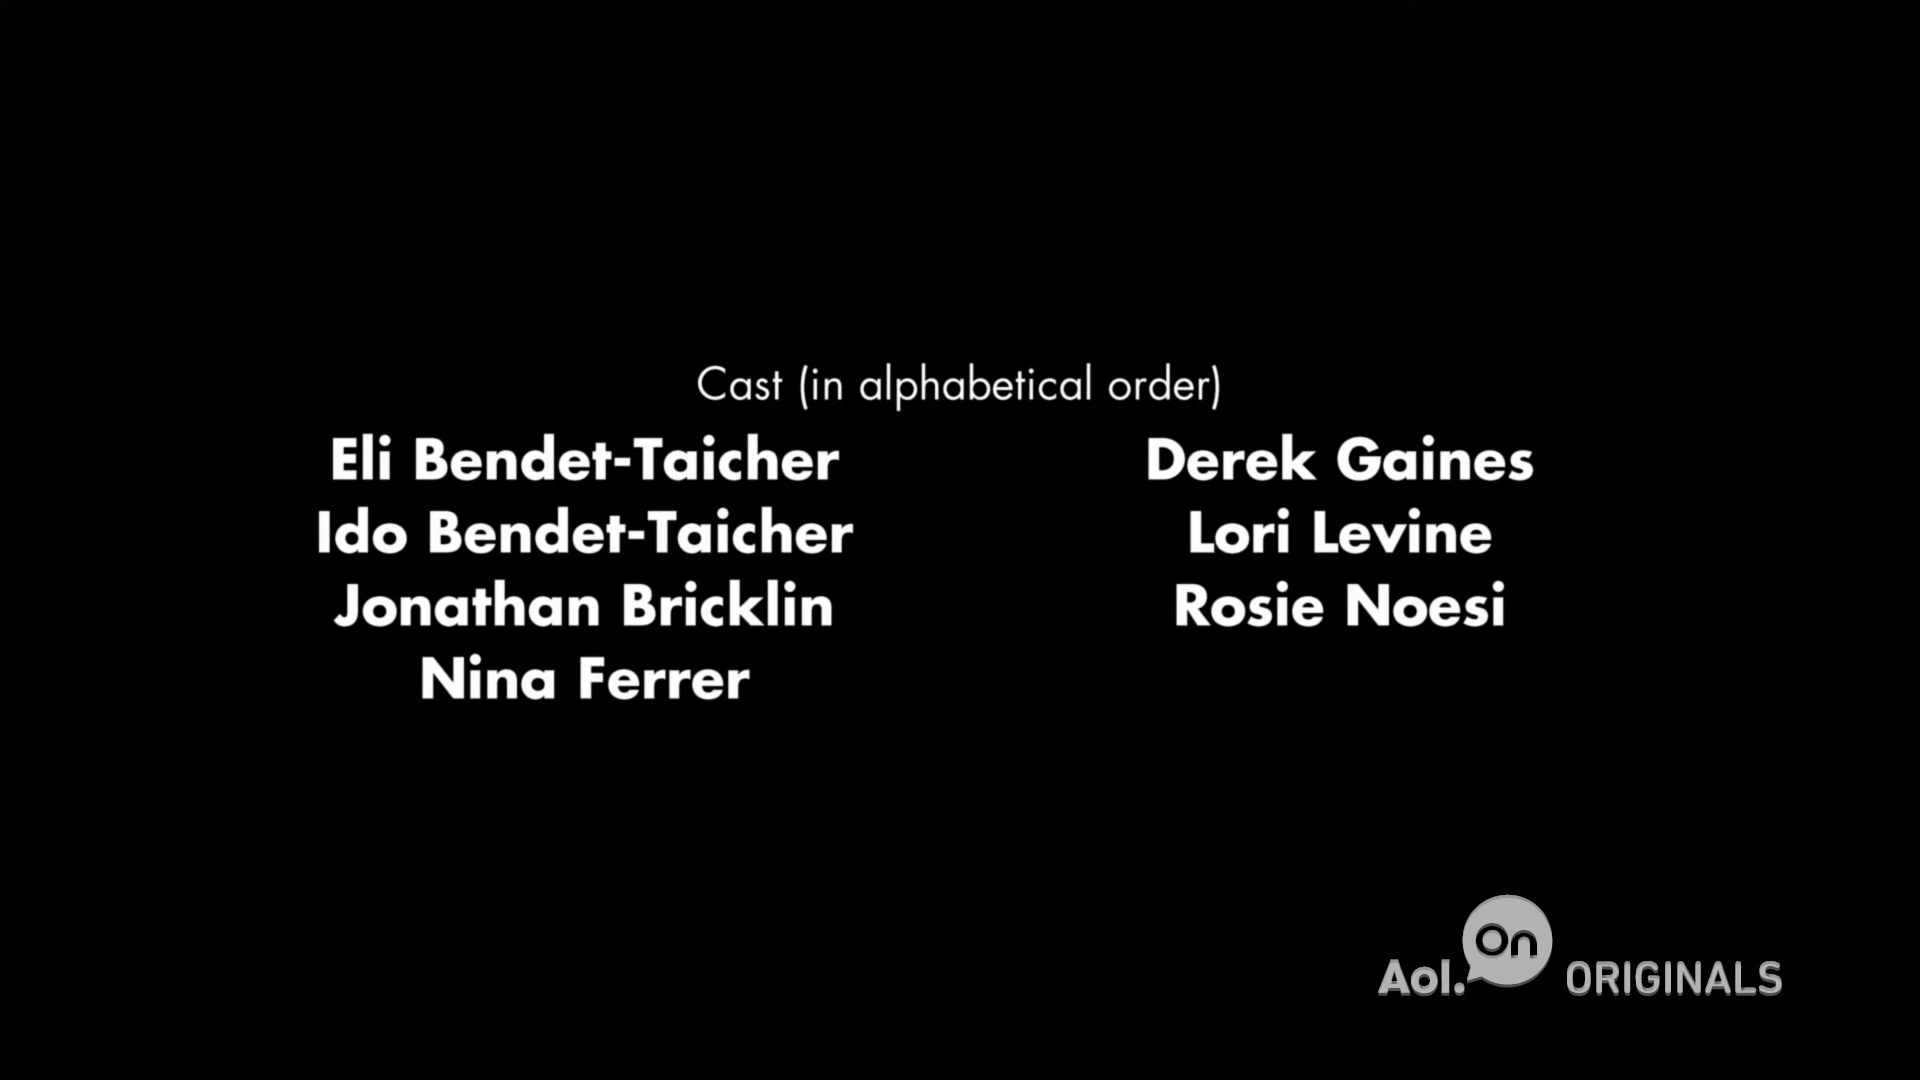 Cast (in alphabetical order)
Eli Bendet-Taicher
Ido Bendet-Taicher
Jonathan Bricklin
Nina Ferrer
Derek Gaines
Lori Levine
Rosie Noesi
Aol. On ORIGINALS